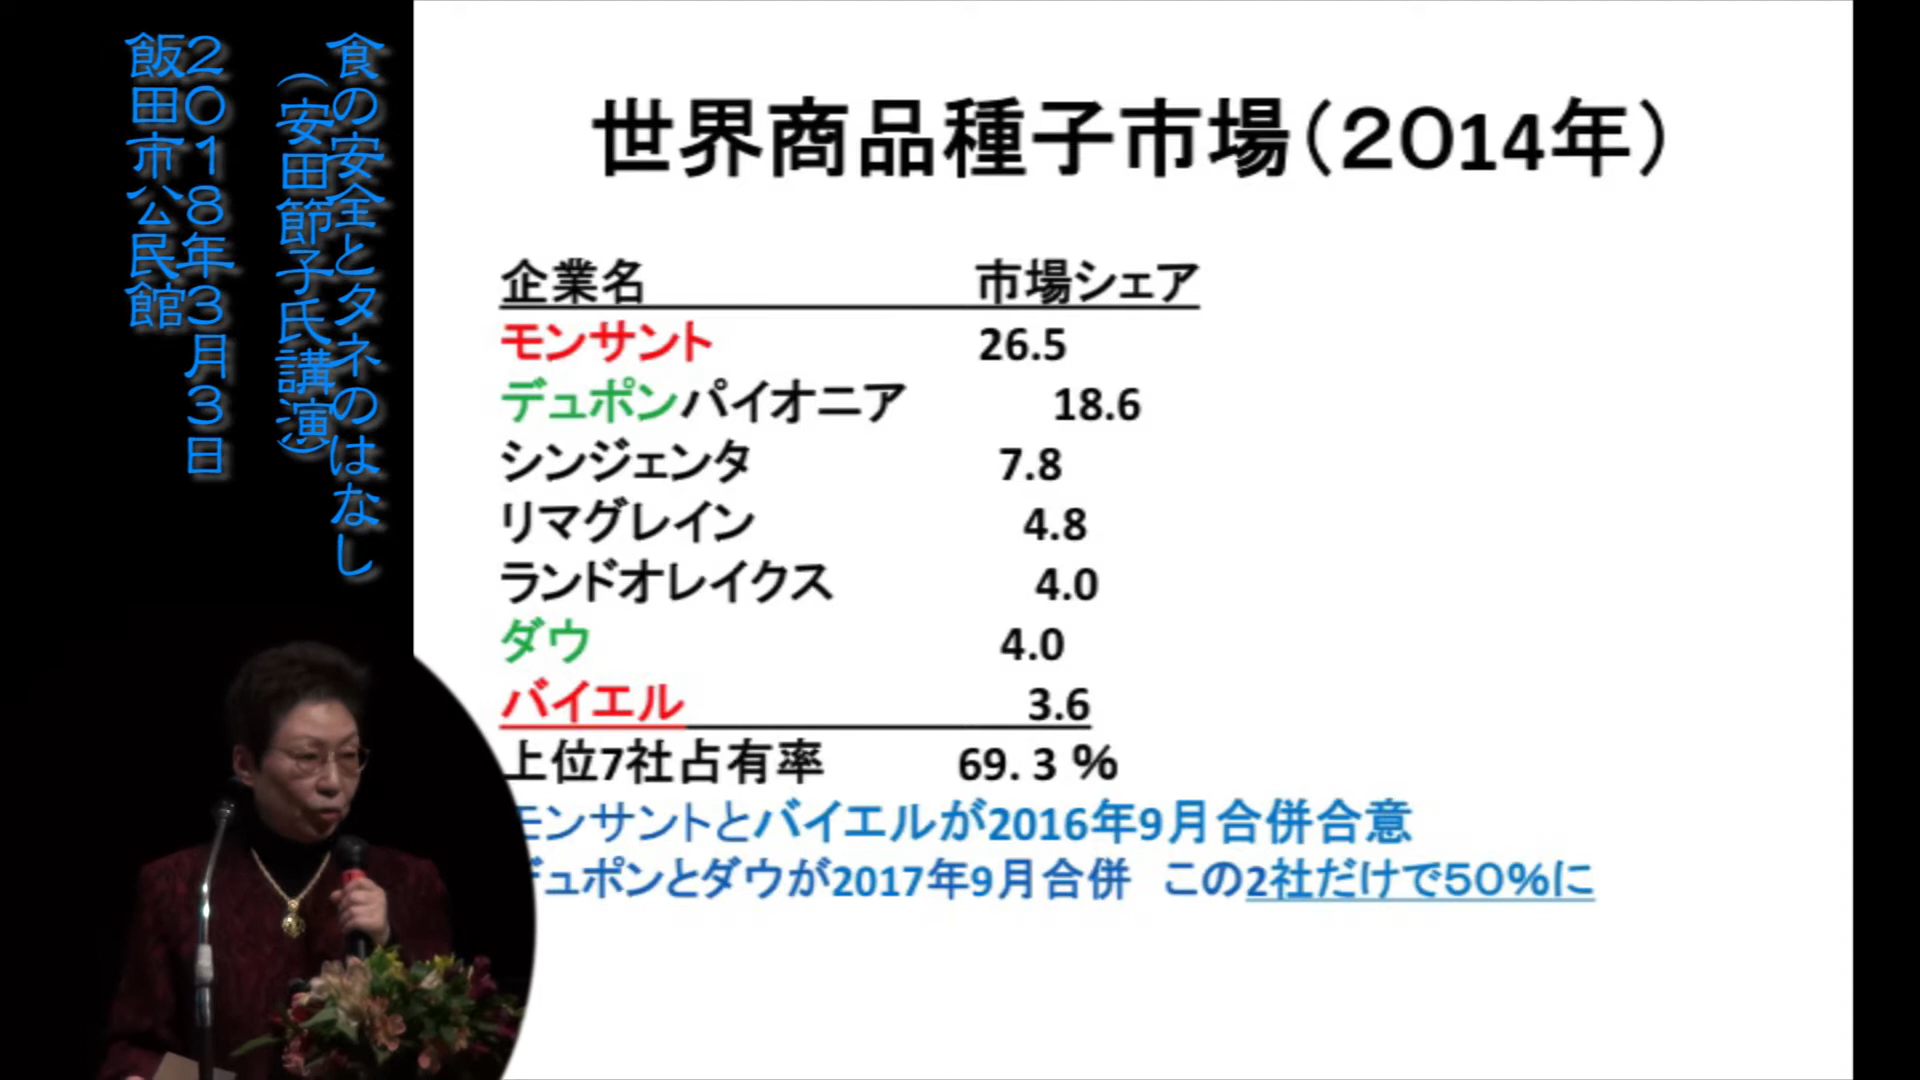 食の安全とタネのはなし
（安田節子氏講演）
２０１８年３月３日
飯田市公民館
世界商品種子市場（２０14年）
企業名 市場シェア
モンサント 26.5
デュポンパイオニア 18.6
シンジェンタ 7.8
リマグレイン 4.8
ランドオレイクス 4.0
ダウ 4.0
バイエル 3.6
上位7社占有率 69. 3 %
モンサントとバイエルが2016年9月合併合意
デュポンとダウが2017年9月合併 この2社だけで５０%に